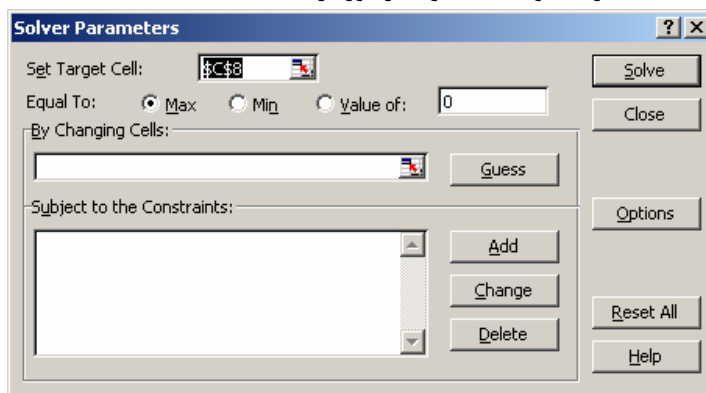 Solver Parameters
Set Target Cell: $C$8 Solve
Equal To: Max Min Value of: 0 Close
By Changing Cells:
Guess
Subject to the Constraints: Options
Add
Change
Reset All
Delete
Help